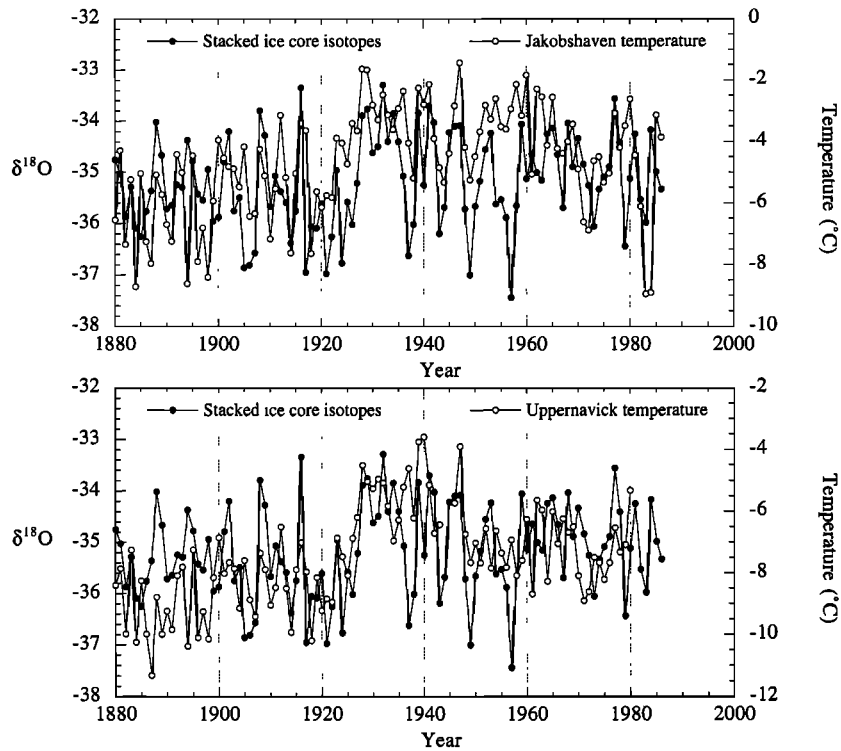 -32
-33
-34
-35
-36
-37
-38
δ¹⁸O
Stacked ice core isotopes
Jakobshaven temperature
0
-2
-4
-6
-8
-10
Temperature (˚C)
1880 1900 1920 1940 1960 1980 2000
Year
-32
-33
-34
-35
-36
-37
-38
δ¹⁸O
Stacked ice core isotopes
Uppernavick temperature
-2
-4
-6
-8
-10
-12
Temperature (˚C)
1880 1900 1920 1940 1960 1980 2000
Year